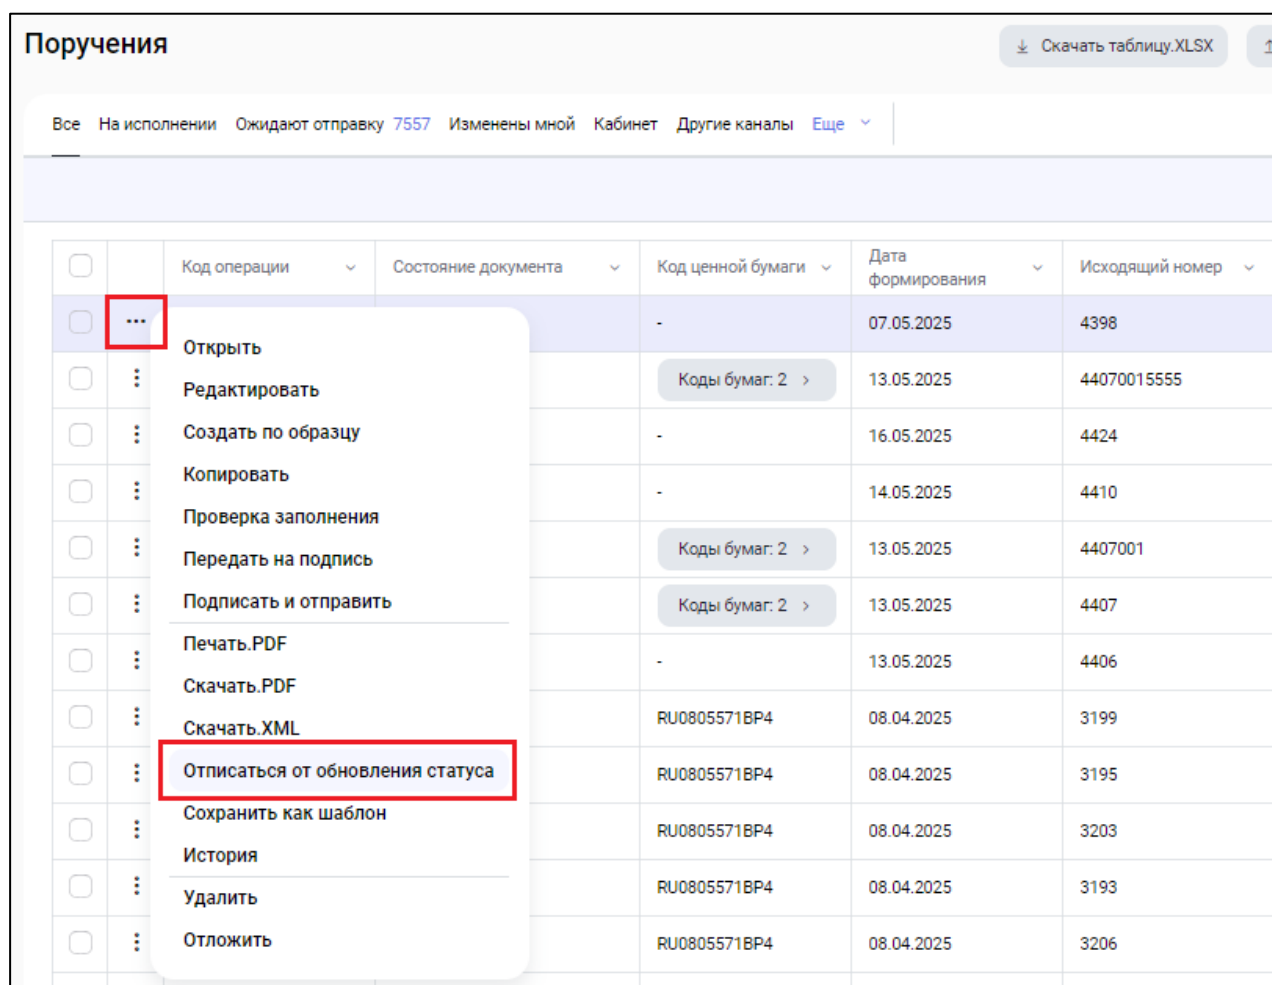 Поручения
Скачать таблицу.XLSX
Все На исполнении Ожидают отправку 7557 Изменены мной Кабинет Другие каналы Еще
Код операции Состояние документа Код ценной бумаги Дата формирования Исходящий номер
- 07.05.2025 4398
Открыть
Коды бумаг: 2 13.05.2025 44070015555
Редактировать
Создать по образцу - 16.05.2025 4424
Копировать
- 14.05.2025 4410
Проверка заполнения
Коды бумаг: 2 13.05.2025 4407001
Передать на подпись
Подписать и отправить Коды бумаг: 2 13.05.2025 4407
Печать.PDF
- 13.05.2025 4406
Скачать.PDF
Скачать.XML RU0805571BP4 08.04.2025 3199
Отписаться от обновления статуса RU0805571BP4 08.04.2025 3195
Сохранить как шаблон
RU0805571BP4 08.04.2025 3203
История
RU0805571BP4 08.04.2025 3193
Удалить
Отложить RU0805571BP4 08.04.2025 3206